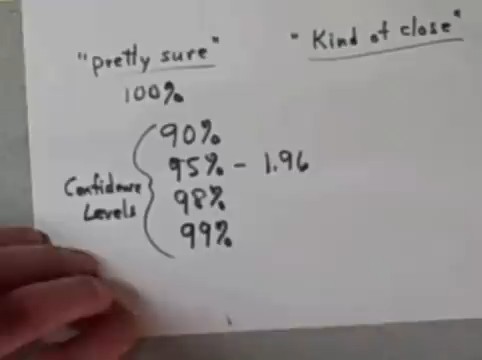 "pretty sure"
"Kind of close"
100%
90%
95% - 1.96
98%
99%
Confidence
Levels